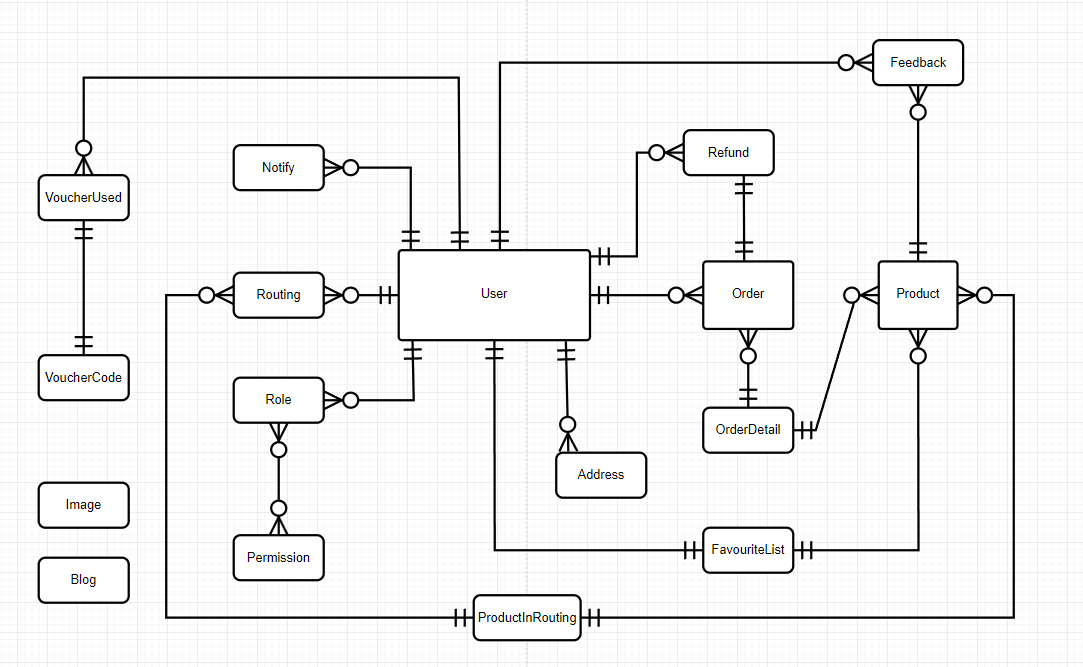 Feedback
Refund
Notify
VoucherUsed
Routing
User
Order
Product
VoucherCode
Role
OrderDetail
Address
Image
FavouriteList
Permission
Blog
ProductInRouting